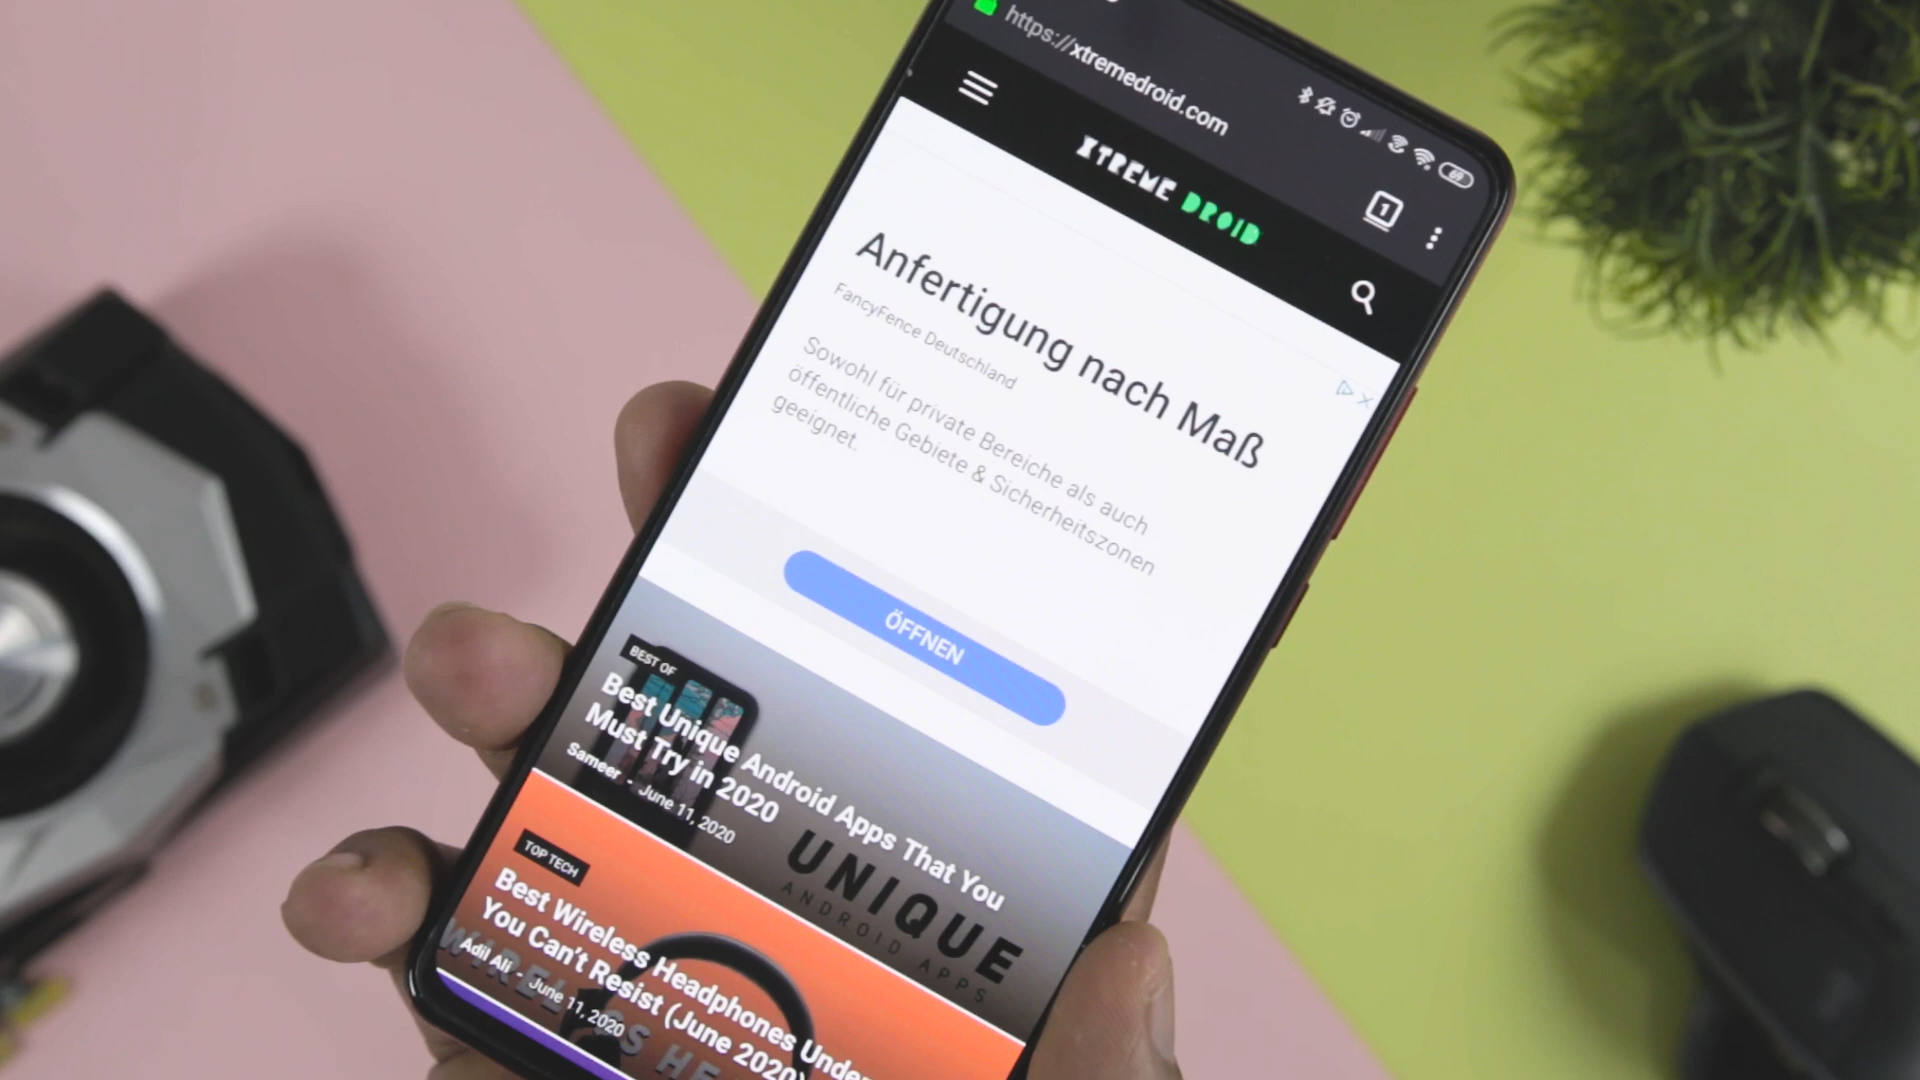 https://xtremedroid.com
69
1
XTREME DROID
Anfertigung nach Maß
FancyFence Deutschland
Sowohl für private Bereiche als auch
öffentliche Gebiete & Sicherheitszonen
geeignet.
ÖFFNEN
BEST OF
Best Unique Android Apps That You
Must Try in 2020
Sameer - June 11, 2020
UNIQUE
ANDROID APPS
TOP TECH
Best Wireless Headphones Under
You Can't Resist (June 2020)
Adil Ali - June 11, 2020